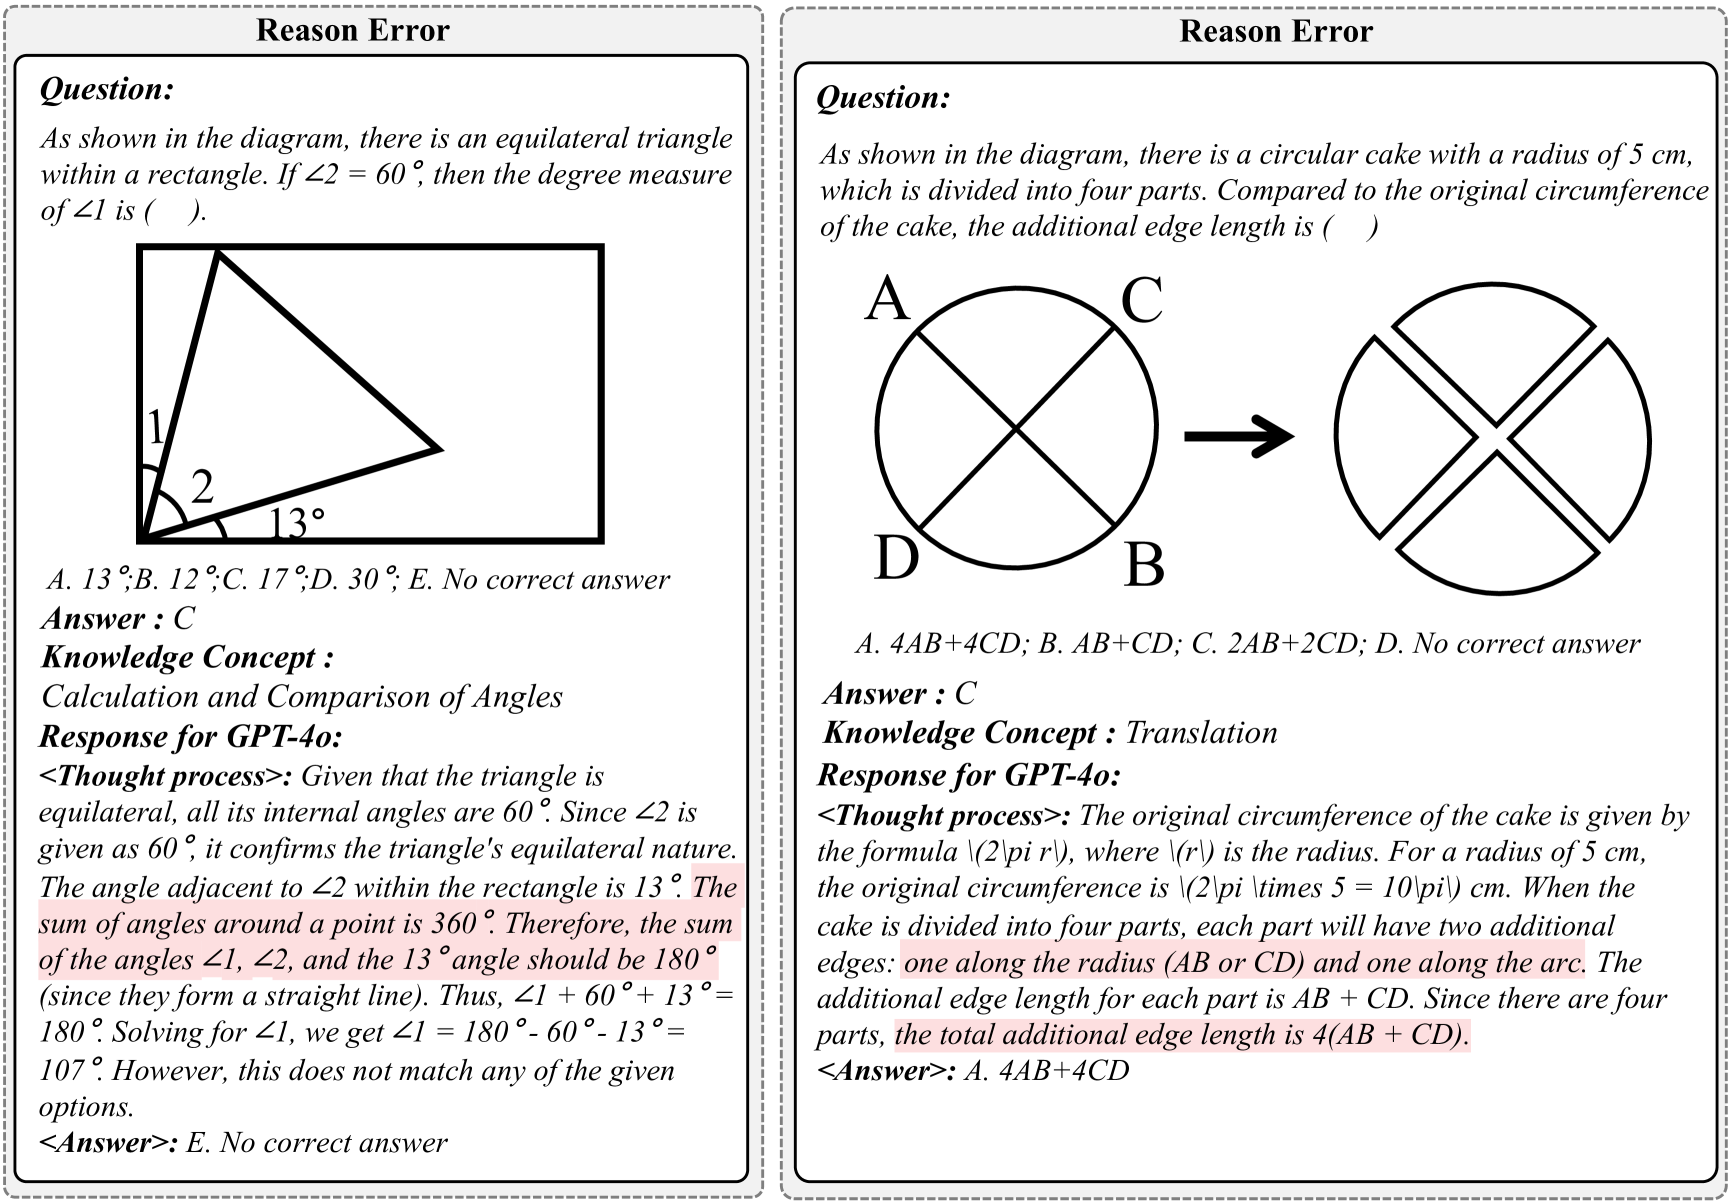 Reason Error
Question:
As shown in the diagram, there is an equilateral triangle
within a rectangle. If ∠2 = 60°, then the degree measure
of ∠1 is (    ).
1
2
13°
A. 13°;B. 12°;C. 17°;D. 30°; E. No correct answer
Answer : C
Knowledge Concept :
Calculation and Comparison of Angles
Response for GPT-4o:
<Thought process>: Given that the triangle is
equilateral, all its internal angles are 60°. Since ∠2 is
given as 60°, it confirms the triangle's equilateral nature.
The angle adjacent to ∠2 within the rectangle is 13°. The
sum of angles around a point is 360°. Therefore, the sum
of the angles ∠1, ∠2, and the 13° angle should be 180°
(since they form a straight line). Thus, ∠1 + 60° + 13° =
180°. Solving for ∠1, we get ∠1 = 180° - 60° - 13° =
107°. However, this does not match any of the given
options.
<Answer>: E. No correct answer
Reason Error
Question:
As shown in the diagram, there is a circular cake with a radius of 5 cm,
which is divided into four parts. Compared to the original circumference
of the cake, the additional edge length is (    )
A
C
D
B
A. 4AB+4CD; B. AB+CD; C. 2AB+2CD; D. No correct answer
Answer : C
Knowledge Concept : Translation
Response for GPT-4o:
<Thought process>: The original circumference of the cake is given by
the formula \(2\pi r\), where \(r\) is the radius. For a radius of 5 cm,
the original circumference is \(2\pi \times 5 = 10\pi\) cm. When the
cake is divided into four parts, each part will have two additional
edges: one along the radius (AB or CD) and one along the arc. The
additional edge length for each part is AB + CD. Since there are four
parts, the total additional edge length is 4(AB + CD).
<Answer>: A. 4AB+4CD